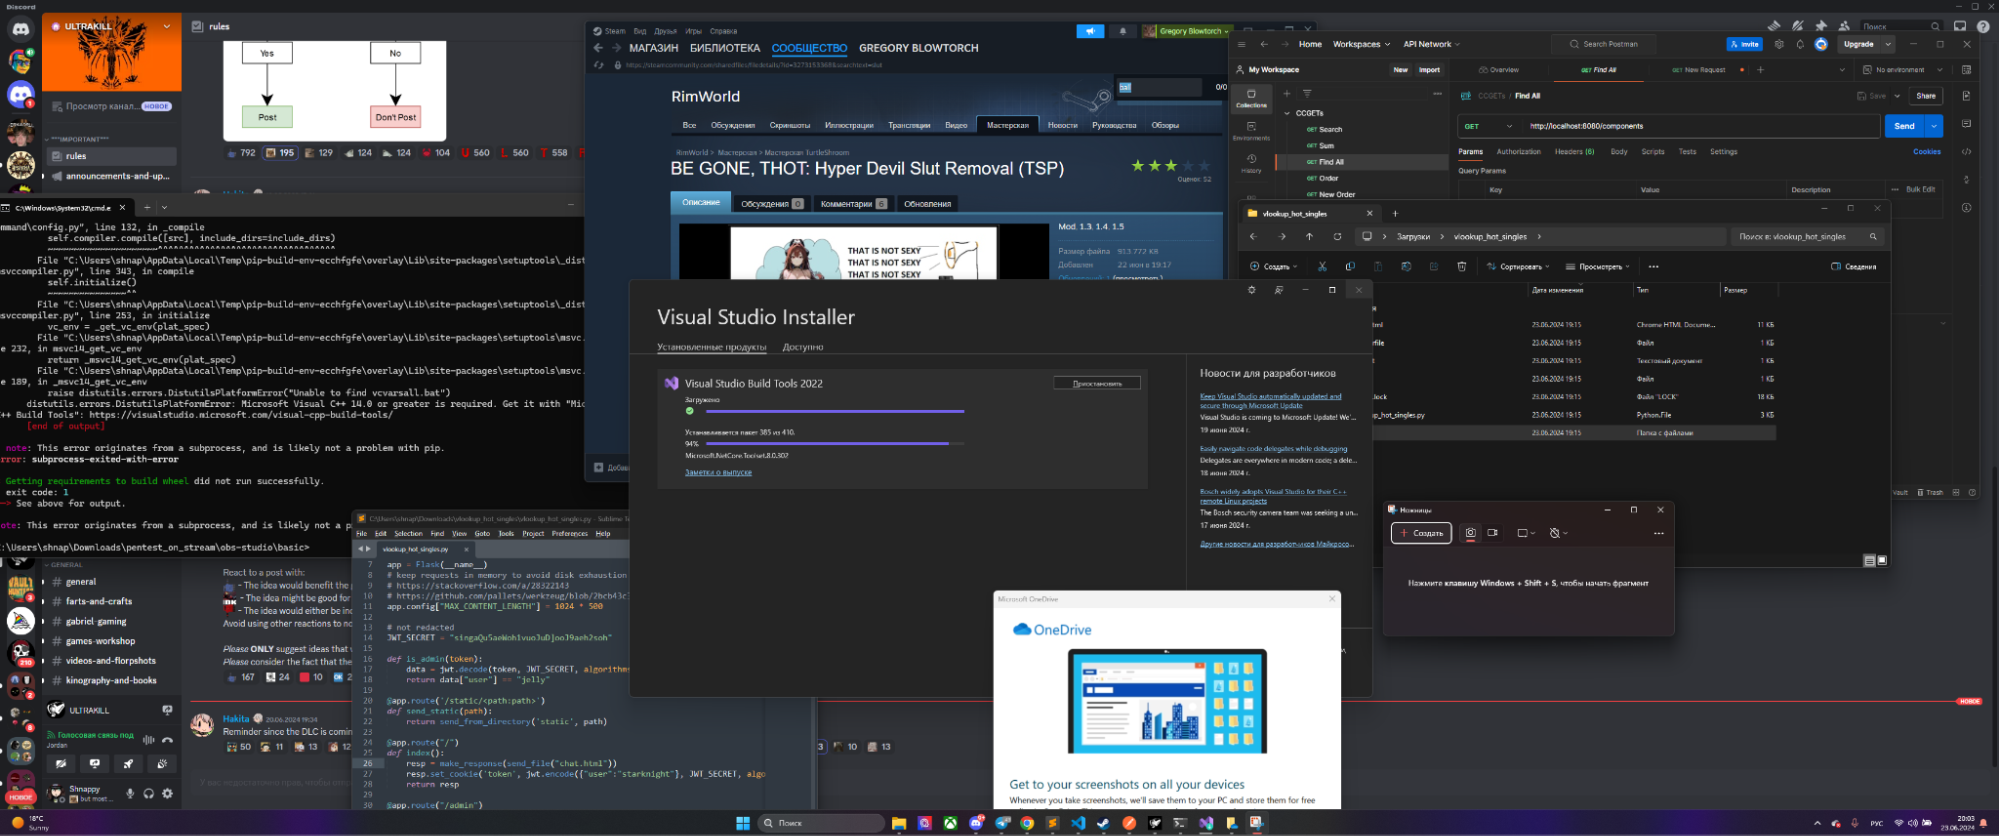 Discord
ULTRAKILL
Просмотр канал...
НОВОЕ
***IMPORTANT***
rules
announcements-and-up...
rules
Yes
No
Post
Don't Post
792
195
129
124
124
104
560
560
558
Поиск
C:\Windows\System32\cmd.e
mmand\config.py", line 132, in _compile
self.compiler.compile([src], include_dirs=include_dirs)
File "C:\Users\shnap\AppData\Local\Temp\pip-build-env-ecchfgfe\overlay\Lib\site-packages\setuptools\_dist
svccompiler.py", line 343, in compile
self.initialize()
File "C:\Users\shnap\AppData\Local\Temp\pip-build-env-ecchfgfe\overlay\Lib\site-packages\setuptools\_dist
svccompiler.py", line 253, in initialize
vc_env = _get_vc_env(plat_spec)
File "C:\Users\shnap\AppData\Local\Temp\pip-build-env-ecchfgfe\overlay\Lib\site-packages\setuptools\msvc.
e 232, in msvc14_get_vc_env
return _msvc14_get_vc_env(plat_spec)
File "C:\Users\shnap\AppData\Local\Temp\pip-build-env-ecchfgfe\overlay\Lib\site-packages\setuptools\msvc.
e 189, in _msvc14_get_vc_env
raise distutils.errors.DistutilsPlatformError("Unable to find vcvarsall.bat")
distutils.errors.DistutilsPlatformError: Microsoft Visual C++ 14.0 or greater is required. Get it with "Mic
C++ Build Tools": https://visualstudio.microsoft.com/visual-cpp-build-tools/
[end of output]
note: This error originates from a subprocess, and is likely not a problem with pip.
rror: subprocess-exited-with-error
Getting requirements to build wheel did not run successfully.
exit code: 1
See above for output.
ote: This error originates from a subprocess, and is likely not a p
:\Users\shnap\Downloads\pentest_on_stream\obs-studio\basic>
Steam Вид Друзья Игры Справка
Gregory Blowtorch
МАГАЗИН БИБЛИОТЕКА СООБЩЕСТВО GREGORY BLOWTORCH
RimWorld
0/0
Все Обсуждения Скриншоты Иллюстрации Трансляции Видео Мастерская Новости Руководства Обзоры
RimWorld > Мастерская > Мастерская TurtleShroom
BE GONE, THOT: Hyper Devil Slut Removal (TSP)
Оценок: 52
Описание
Обсуждения 0
Комментарии 6
Обновления
THAT IS NOT SEXY
THAT IS NOT SEXY
THAT IS NOT SEXY
Mod, 1.3, 1.4, 1.5
Размер файла 913.772 KB
Добавлен 22 июн в 19:17
Home Workspaces API Network
Search Postman
Invite
Upgrade
My Workspace
New
Import
Overview
GET Find All
GET New Request
No environment
Collections
Environments
History
CCGETs
GET Search
GET Sum
GET Find All
GET Order
GET New Order
CCGETs / Find All
Save
Share
GET
http://localhost:8080/components
Send
Params Authorization Headers (6) Body Scripts Tests Settings
Cookies
Query Params
Key
Value
Description
Bulk Edit
Vault
Trash
vlookup_hot_singles
Загрузки > vlookup_hot_singles
Поиск в: vlookup_hot_singles
Создать
Сортировать
Просмотреть
Сведения
Дата изменения
Тип
Размер
tml 23.06.2024 19:15 Chrome HTML Docume... 11 КБ
rfile 23.06.2024 19:15 Файл 1 КБ
t 23.06.2024 19:15 Текстовый документ 1 КБ
23.06.2024 19:15 Файл 1 КБ
.lock 23.06.2024 19:15 Файл "LOCK" 18 КБ
p_hot_singles.py 23.06.2024 19:15 Python.File 3 КБ
23.06.2024 19:15 Папка с файлами
Visual Studio Installer
Установленные продукты
Доступно
Visual Studio Build Tools 2022
Приостановить
Загружено
Устанавливается пакет 385 из 410.
94%
Microsoft.NetCore.Toolset.8.0.302
Заметки о выпуске
Новости для разработчиков
Keep Visual Studio automatically updated and
secure through Microsoft Update
Visual Studio is coming to Microsoft Update! We'...
19 июня 2024 г.
Easily navigate code delegates while debugging
Delegates are everywhere in modern code; a dele...
18 июня 2024 г.
Bosch widely adopts Visual Studio for their C++
remote Linux projects
The Bosch security camera team was seeking a un...
17 июня 2024 г.
Другие новости для разработчиков Майкросо...
Ножницы
Создать
Нажмите клавишу Windows + Shift + S, чтобы начать фрагмент
Microsoft OneDrive
OneDrive
Get to your screenshots on all your devices
Whenever you take screenshots, we'll save them to your PC and store them for free
C:\Users\shnap\Downloads\vlookup_hot_singles\vlookup_hot_singles.py - Sublime Te
File Edit Selection Find View Goto Tools Project Preferences Help
vlookup_hot_singles.py
7 app = Flask(__name__)
8 # keep requests in memory to avoid disk exhaustion
9 # https://stackoverflow.com/a/28322143
10 # https://github.com/pallets/werkzeug/blob/2bcb43c
11 app.config["MAX_CONTENT_LENGTH"] = 1024 * 500
12
13 # not redacted
14 JWT_SECRET = "singaQu5aeWoh1vuoJuDjooJ9aeh2soh"
15
16 def is_admin(token):
17 data = jwt.decode(token, JWT_SECRET, algorithms
18 return data["user"] == "jelly"
19
20 @app.route('/static/<path:path>')
21 def send_static(path):
22 return send_from_directory('static', path)
23
24 @app.route("/")
25 def index():
26 resp = make_response(send_file("chat.html"))
27 resp.set_cookie('token', jwt.encode({"user":"starknight"}, JWT_SECRET, algo
28 return resp
29
30 @app.route("/admin")
GENERAL
general
farts-and-crafts
gabriel-gaming
games-workshop
videos-and-florpshots
kinography-and-books
ULTRAKILL
Голосовая связь под
Jordan
Shnappy
but most...
React to a post with:
- The idea would benefit the
- The idea might be good for
- The idea would either be in
Avoid using other reactions to no
Please ONLY suggest ideas that
Please consider the fact that the
167
24
10
Hakita 20.06.2024 19:34
Reminder since the DLC is comin
50
11
13
12
3
10
13
НОВОЕ
НОВОЕ
18°C
Sunny
Поиск
РУС
20:03
23.06.2024